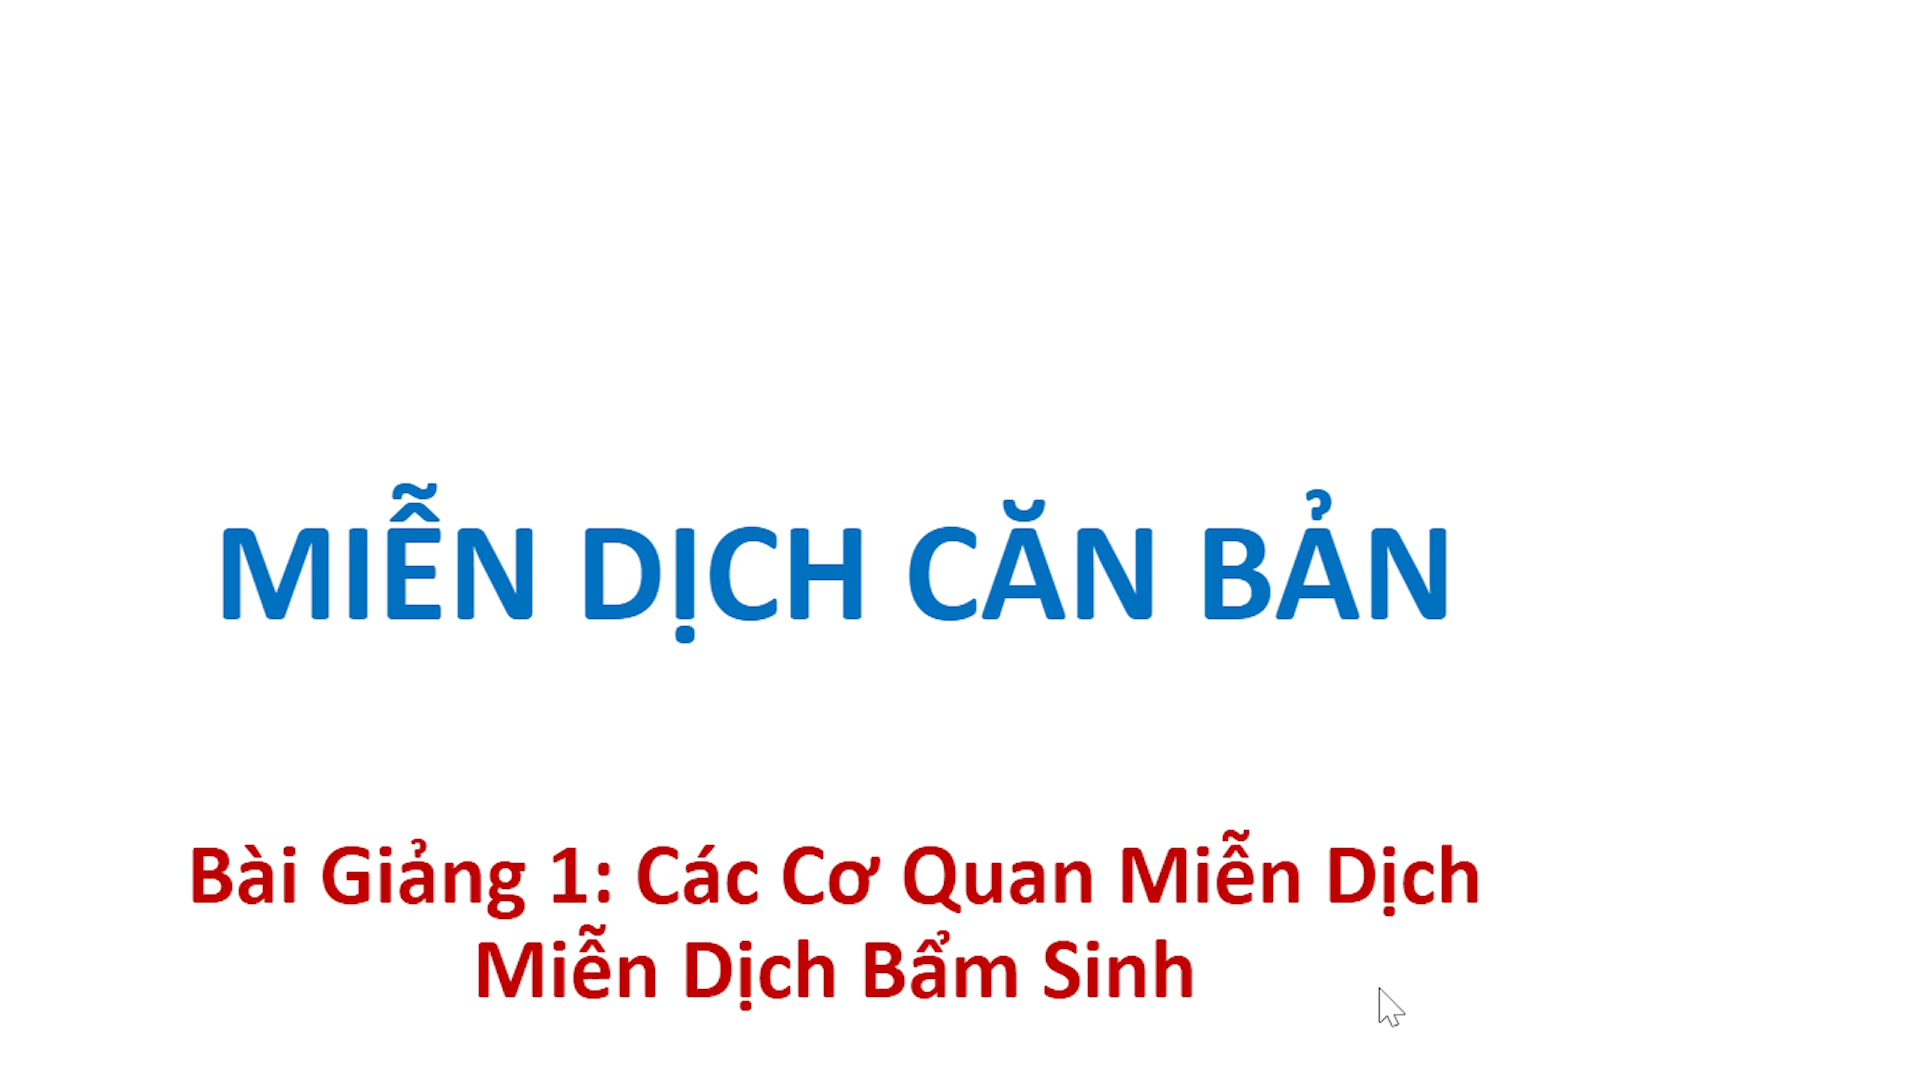 MIỄN DỊCH CĂN BẢN
Bài Giảng 1: Các Cơ Quan Miễn Dịch
Miễn Dịch Bẩm Sinh